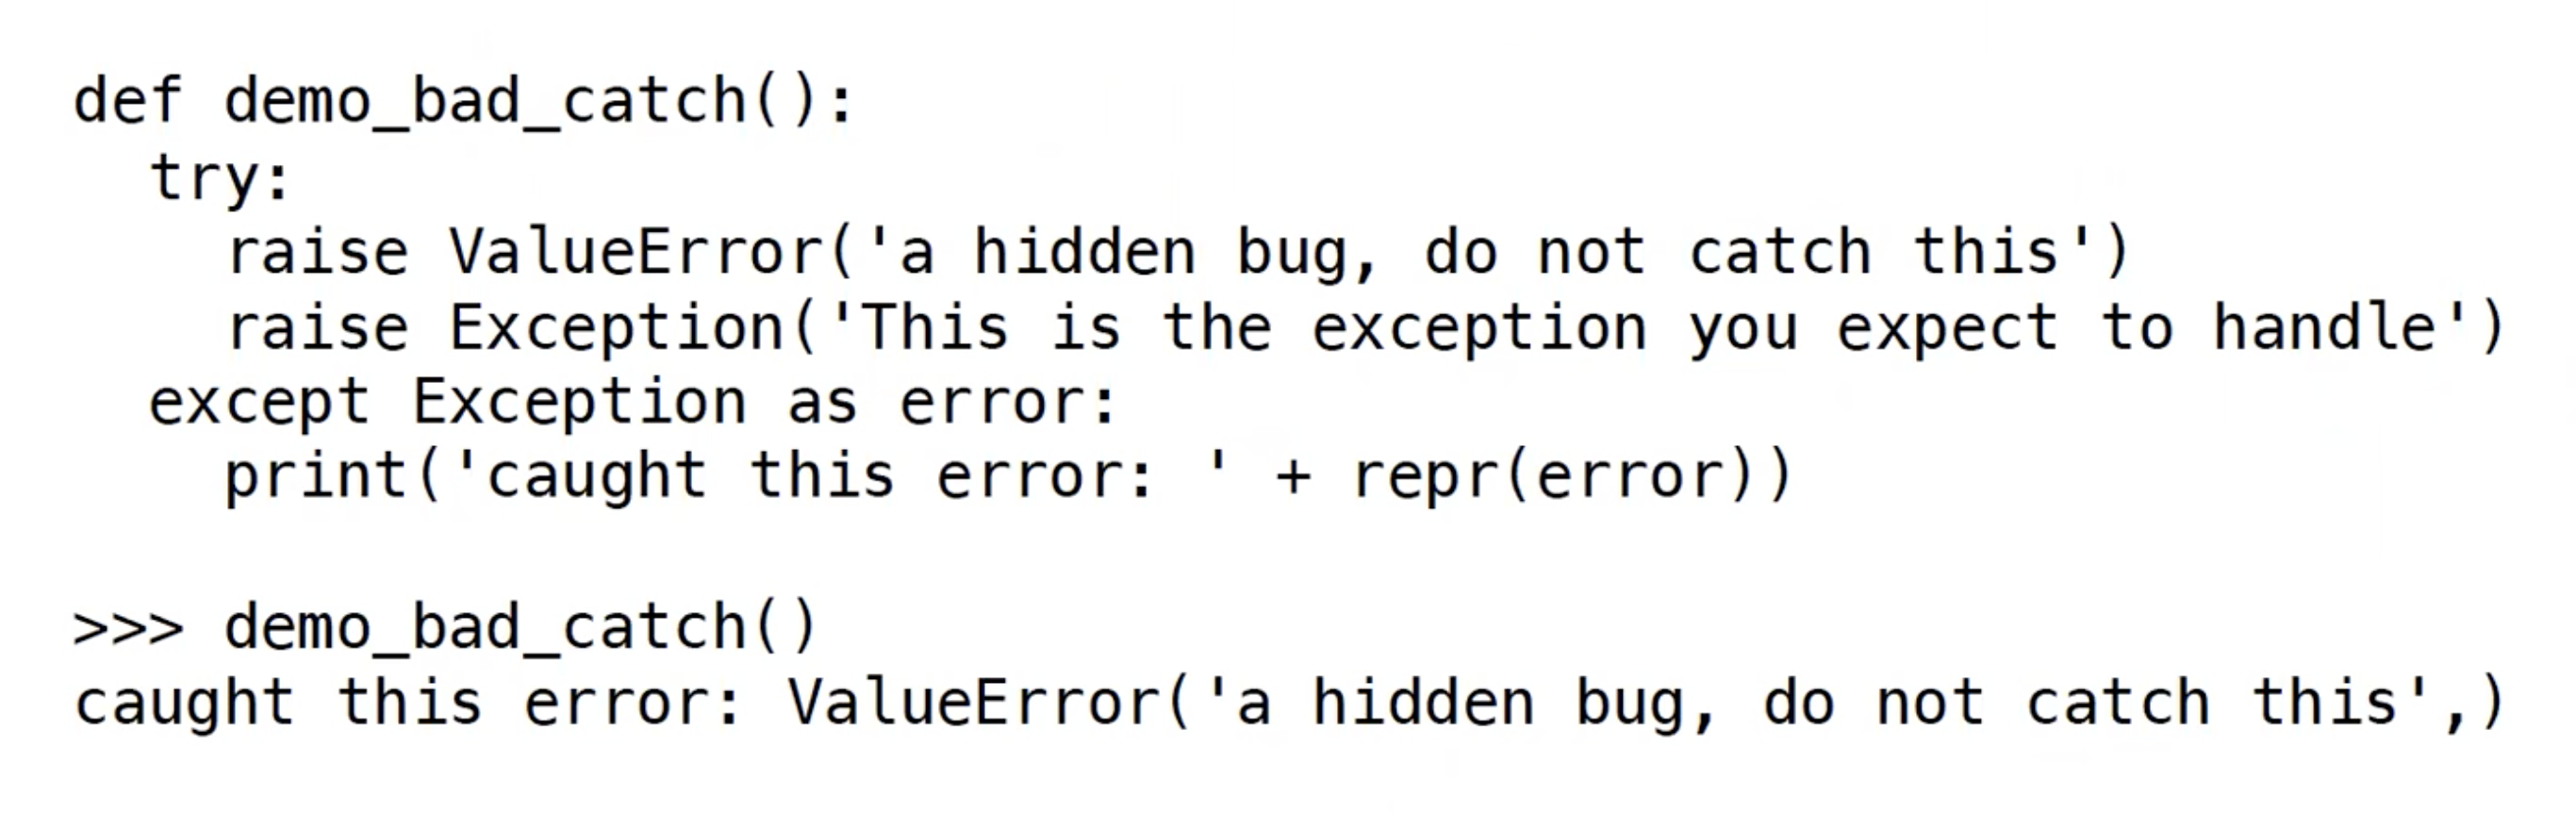 def demo_bad_catch():
  try:
    raise ValueError('a hidden bug, do not catch this')
    raise Exception('This is the exception you expect to handle')
  except Exception as error:
    print('caught this error: ' + repr(error))

>>> demo_bad_catch()
caught this error: ValueError('a hidden bug, do not catch this',)